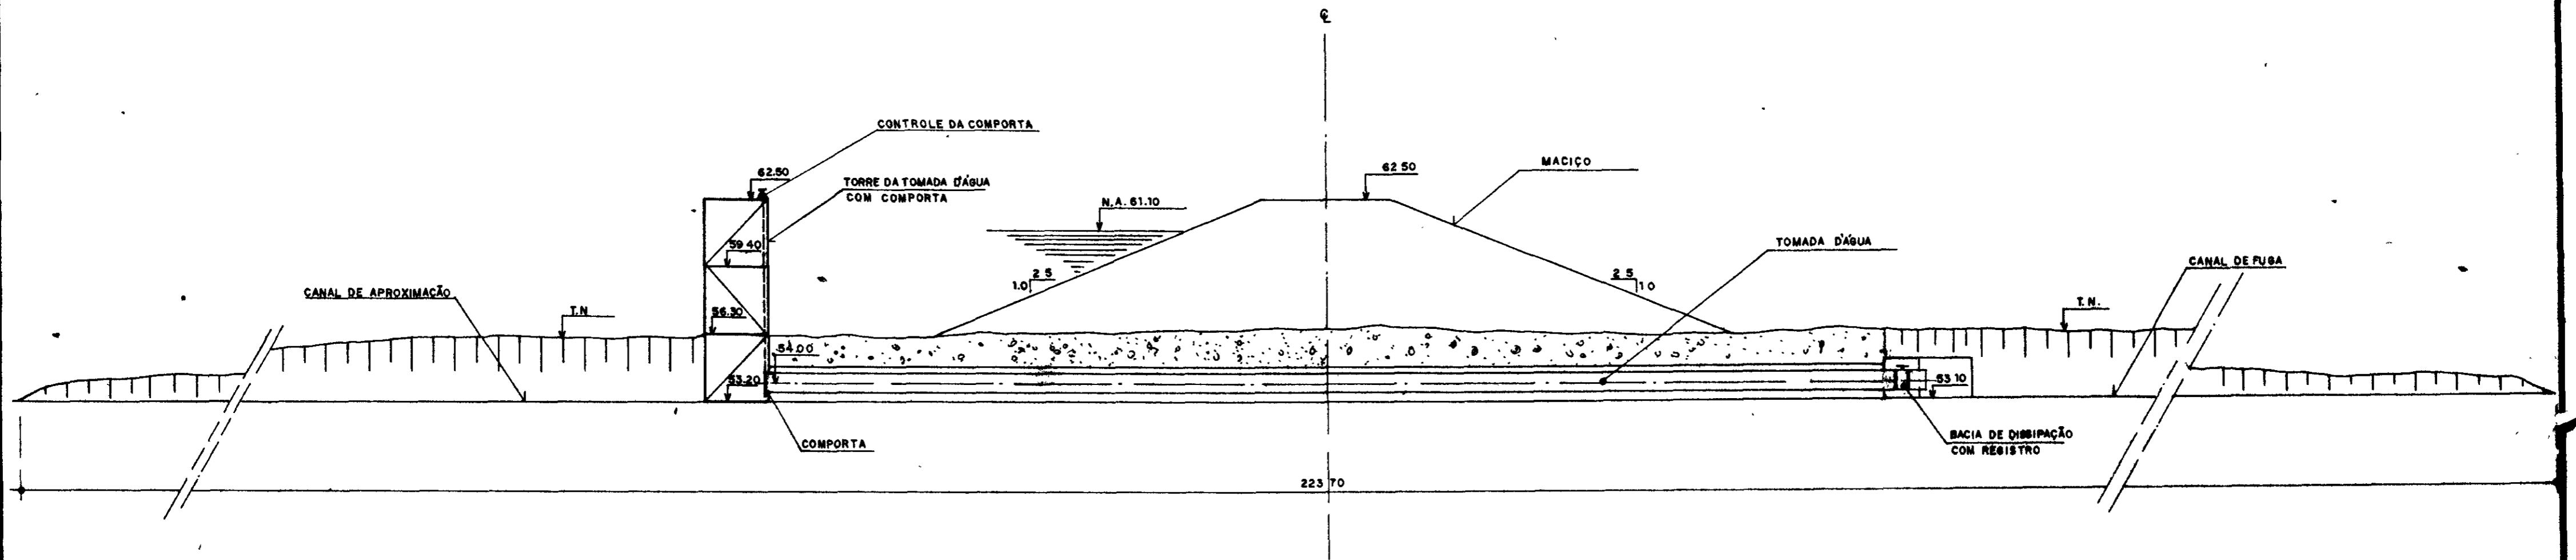 ℄
CONTROLE DA COMPORTA
62.50
TORRE DA TOMADA D'ÁGUA
COM COMPORTA
N.A. 61.10
62 50
MACIÇO
59 40
TOMADA D'ÁGUA
CANAL DE FUGA
2 5
1.0
2 5
1 0
CANAL DE APROXIMAÇÃO
T.N
56.30
T.N.
54.00
53.20
53 10
COMPORTA
BACIA DE DISSIPAÇÃO
COM REGISTRO
223 70